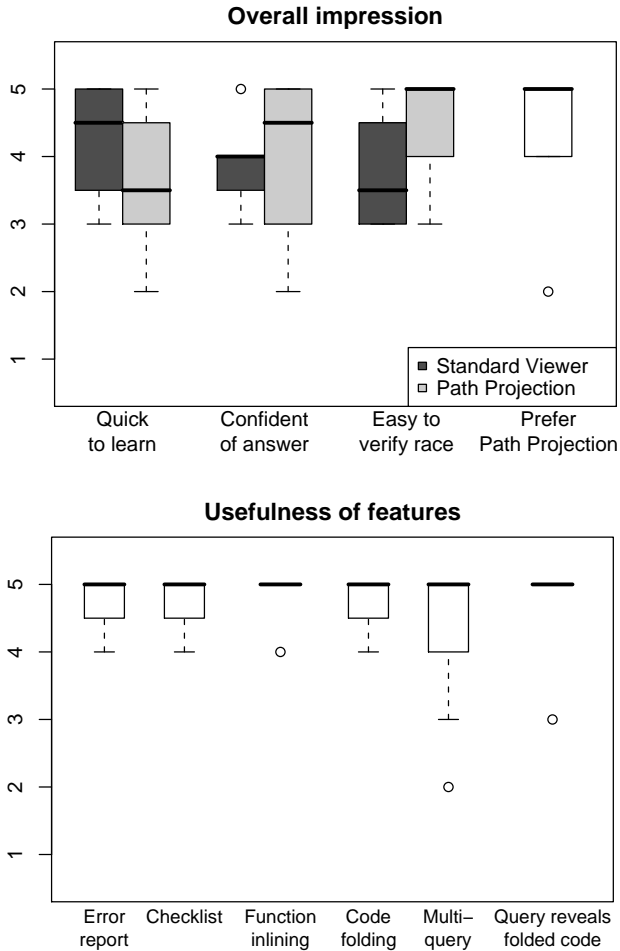 Overall impression
5
4
3
2
1
Standard Viewer
Path Projection
Quick
to learn
Confident
of answer
Easy to
verify race
Prefer
Path Projection
Usefulness of features
5
4
3
2
1
Error
report
Checklist
Function
inlining
Code
folding
Multi−
query
Query reveals
folded code